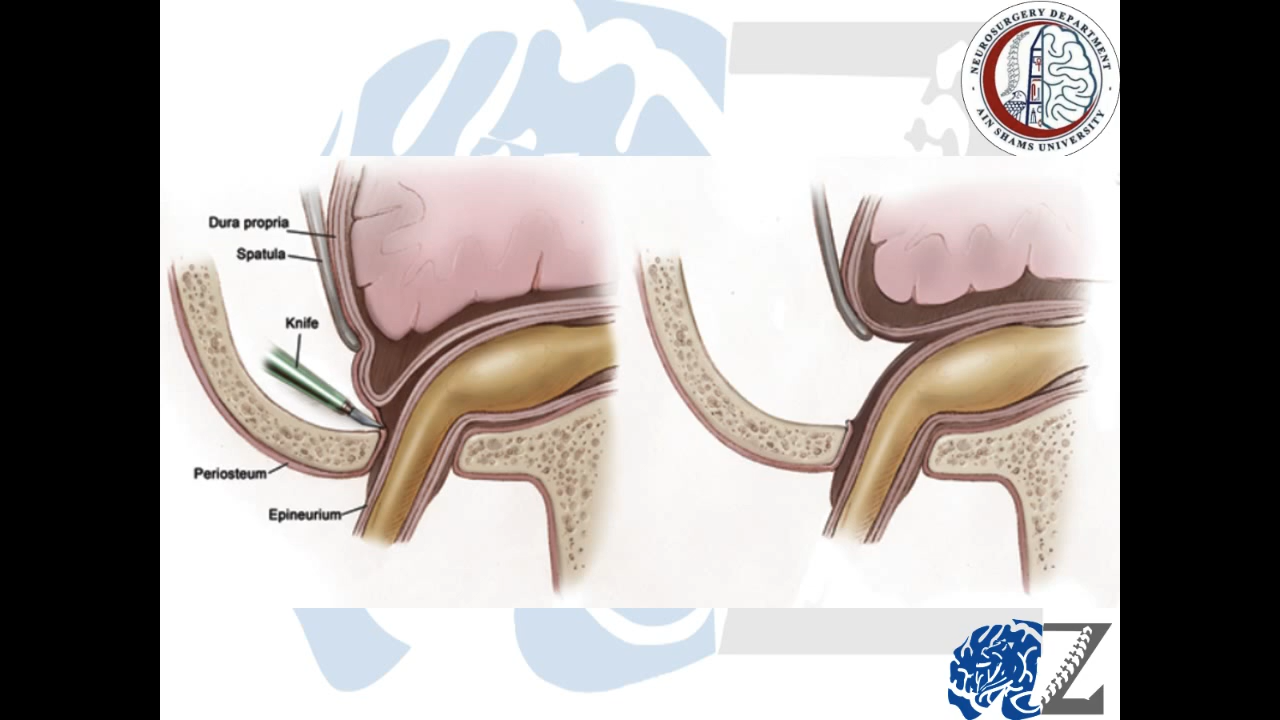 NEUROSURGERY DEPARTMENT
AIN SHAMS UNIVERSITY
Dura propria
Spatula
Knife
Periosteum
Epineurium
Z